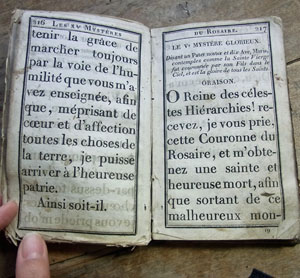 216 LES XV MYSTÈRES
tenir la grâce de
marcher toujours
par la voie de l'hu-
milité que vous m'a-
vez enseignée, afin
que, méprisant de
cœur et d'affection
toutes les choses de
la terre, je puisse
arriver à l'heureuse
patrie.
Ainsi soit-il.
DU ROSAIRE. 217
LE Ve MYSTÈRE GLORIEUX.
Disant un Pater noster et dix Ave, Maria,
contemplez comme la Sainte Vierge
fut couronnée par son Fils dans le
Ciel, et est la gloire de tous les Saints.
ORAISON.
O Reine des céles-
tes Hiérarchies! re-
cevez, je vous prie,
cette Couronne du
Rosaire, et m'obte-
nez une sainte et
heureuse mort, afin
que sortant de ce
malheureux mon-